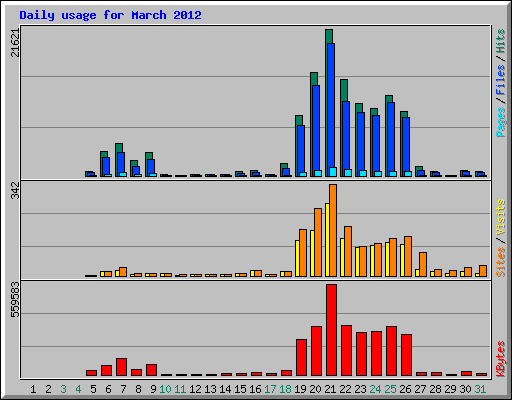 Daily usage for March 2012
21621
Pages / Files / Hits
342
Sites / Visits
559583
KBytes
1 2 3 4 5 6 7 8 9 10 11 12 13 14 15 16 17 18 19 20 21 22 23 24 25 26 27 28 29 30 31